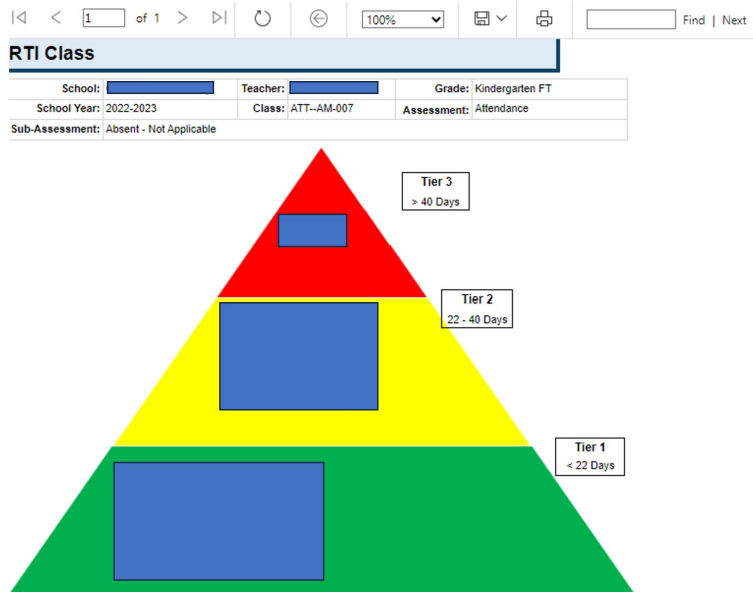 1 of 1 100% Find | Next
RTI Class
School: Teacher: Grade: Kindergarten FT
School Year: 2022-2023 Class: ATT--AM-007 Assessment: Attendance
Sub-Assessment: Absent - Not Applicable
Tier 3
> 40 Days
Tier 2
22 - 40 Days
Tier 1
< 22 Days